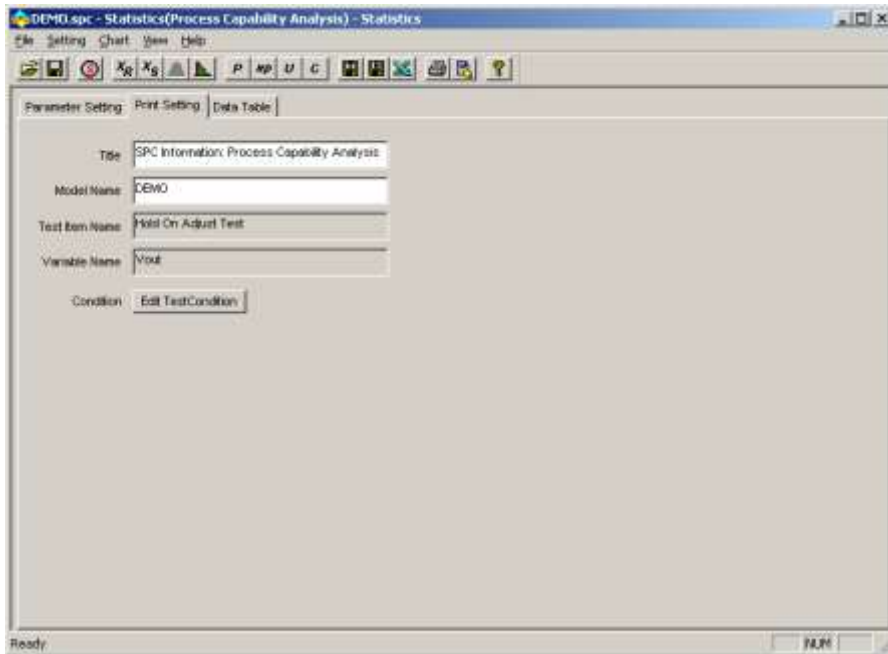 DEMO.spc - Statistics(Process Capability Analysis) - Statistics
File Setting Chart View Help
XR XS P NP U C ?
Parameter Setting Print Setting Data Table
Title SPC Information: Process Capability Analysis
Model Name DEMO
Test Item Name Hold On Adjust Test
Variable Name Vout
Condition Edit TestCondition
Ready NUM